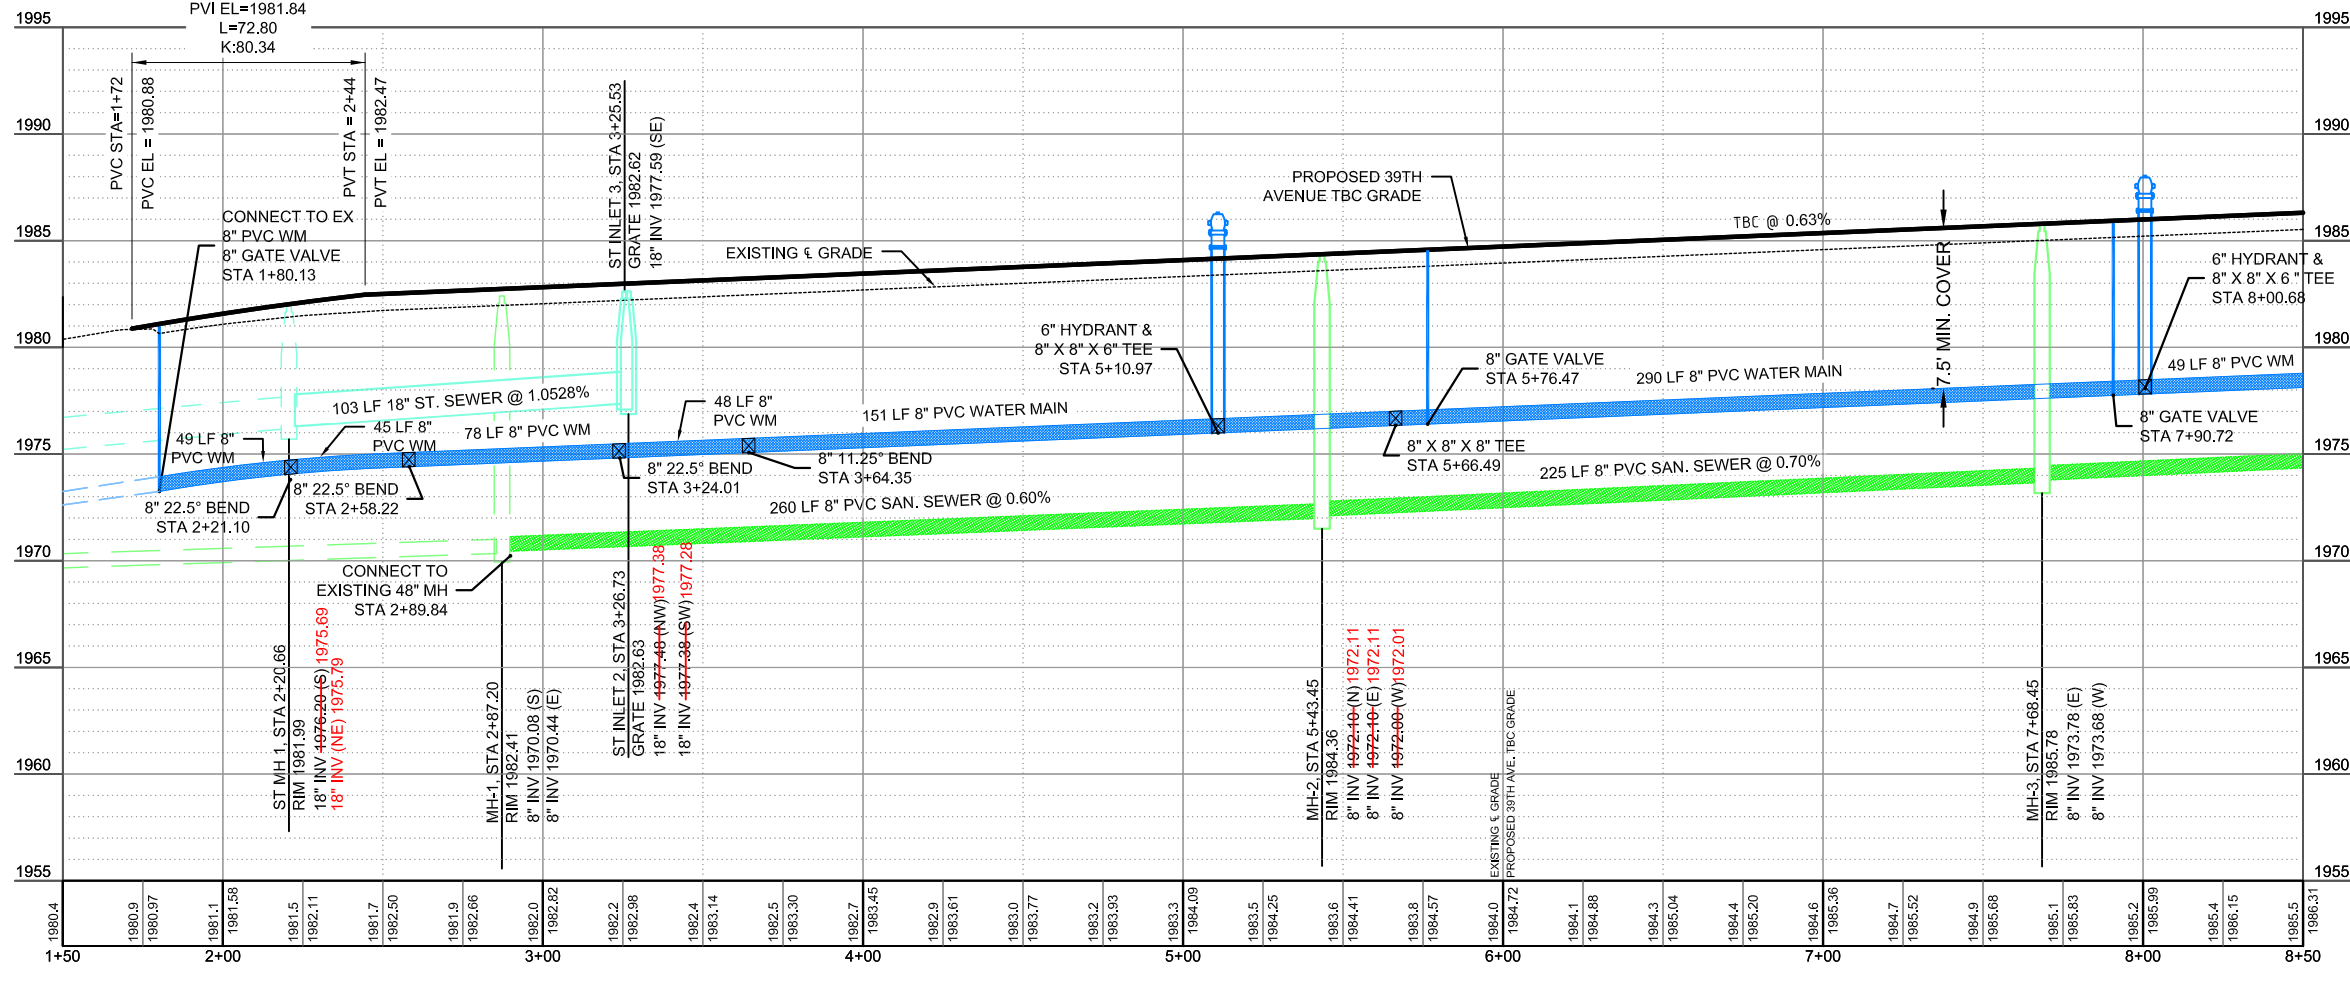 PVI EL=1981.84
L=72.80
K:80.34
PVC STA=1+72
PVC EL = 1980.88
PVT STA = 2+44
PVT EL = 1982.47
CONNECT TO EX
8" PVC WM
8" GATE VALVE
STA 1+80.13
ST INLET 3, STA 3+25.53
GRATE 1982.62
18" INV 1977.59 (SE)
EXISTING ℄ GRADE
PROPOSED 39TH
AVENUE TBC GRADE
TBC @ 0.63%
7.5' MIN. COVER
6" HYDRANT &
8" X 8" X 6 " TEE
STA 8+00.68
6" HYDRANT &
8" X 8" X 6" TEE
STA 5+10.97
8" GATE VALVE
STA 5+76.47
290 LF 8" PVC WATER MAIN
49 LF 8" PVC WM
103 LF 18" ST. SEWER @ 1.0528%
49 LF 8"
PVC WM
45 LF 8"
PVC WM
78 LF 8" PVC WM
48 LF 8"
PVC WM
151 LF 8" PVC WATER MAIN
8" GATE VALVE
STA 7+90.72
8" X 8" X 8" TEE
STA 5+66.49
8" 22.5° BEND
STA 3+24.01
8" 11.25° BEND
STA 3+64.35
8" 22.5° BEND
STA 2+58.22
8" 22.5° BEND
STA 2+21.10
260 LF 8" PVC SAN. SEWER @ 0.60%
225 LF 8" PVC SAN. SEWER @ 0.70%
CONNECT TO
EXISTING 48" MH
STA 2+89.84
ST MH 1, STA 2+20.66
RIM 1981.99
18" INV 1976.20 (S) 1975.69
18" INV (NE) 1975.79
MH-1, STA 2+87.20
RIM 1982.41
8" INV 1970.08 (S)
8" INV 1970.44 (E)
ST INLET 2, STA 3+26.73
GRATE 1982.63
18" INV 1977.48 (NW) 1977.38
18" INV 1977.38 (SW) 1977.28
MH-2, STA 5+43.45
RIM 1984.36
8" INV 1972.10 (N) 1972.11
8" INV 1972.10 (E) 1972.11
8" INV 1972.00 (W) 1972.01
EXISTING ℄ GRADE
PROPOSED 39TH AVE. TBC GRADE
MH-3, STA 7+68.45
RIM 1985.78
8" INV 1973.78 (E)
8" INV 1973.68 (W)
1995
1990
1985
1980
1975
1970
1965
1960
1955
1995
1990
1985
1980
1975
1970
1965
1960
1955
1980.4
1980.9
1980.97
1981.1
1981.58
1981.5
1982.11
1981.7
1982.50
1981.9
1982.66
1982.0
1982.82
1982.2
1982.98
1982.4
1983.14
1982.5
1983.30
1982.7
1983.45
1982.9
1983.61
1983.0
1983.77
1983.2
1983.93
1983.3
1984.09
1983.5
1984.25
1983.6
1984.41
1983.8
1984.57
1984.0
1984.72
1984.1
1984.88
1984.3
1985.04
1984.4
1985.20
1984.6
1985.36
1984.7
1985.52
1984.9
1985.68
1985.1
1985.83
1985.2
1985.99
1985.4
1986.15
1985.5
1986.31
1+50
2+00
3+00
4+00
5+00
6+00
7+00
8+00
8+50